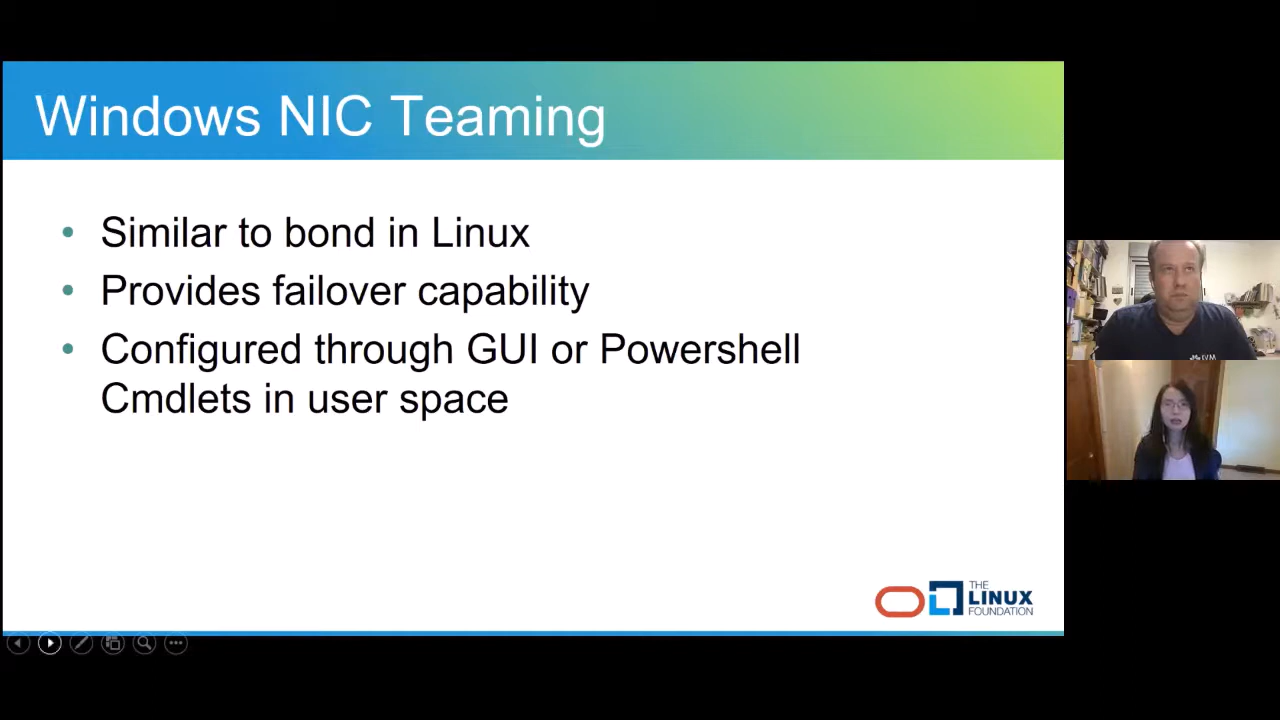 Windows NIC Teaming
• Similar to bond in Linux
• Provides failover capability
• Configured through GUI or Powershell
Cmdlets in user space
THE
LINUX
FOUNDATION